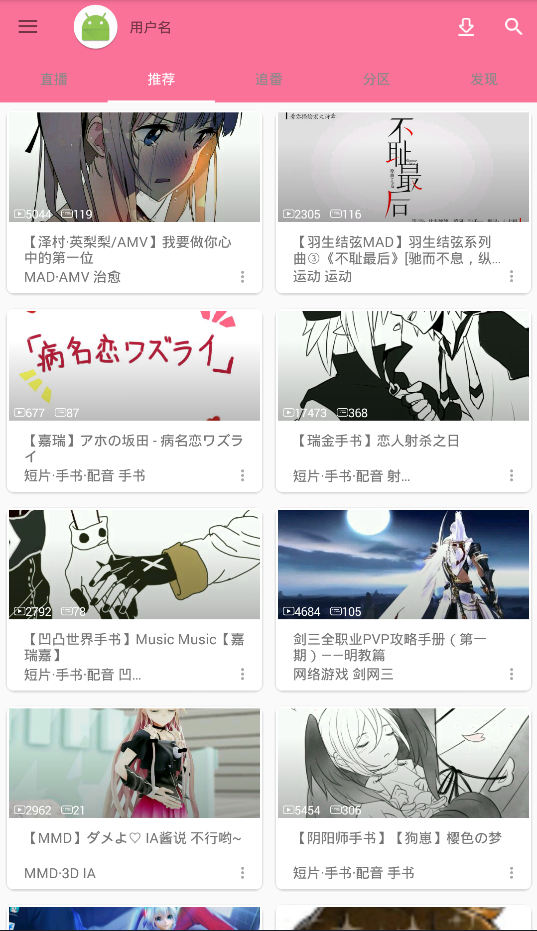 用户名
直播 推荐 追番 分区 发现
不耻最后
5044 119
2305 116
【泽村·英梨梨/AMV】我要做你心
中的第一位
MAD·AMV 治愈
【羽生结弦MAD】羽生结弦系列
曲③《不耻最后》[驰而不息，纵...
运动 运动
「病名恋ワズライ」
677 87
17473 368
【嘉瑞】アホの坂田 - 病名恋ワズラ
イ
短片·手书·配音 手书
【瑞金手书】恋人射杀之日
短片·手书·配音 射...
2792 78
4684 105
【凹凸世界手书】Music Music【嘉
瑞嘉】
短片·手书·配音 凹...
剑三全职业PVP攻略手册（第一
期）——明教篇
网络游戏 剑网三
2962 21
5454 306
【MMD】ダメよ♡ IA酱说 不行哟~
MMD·3D IA
【阴阳师手书】【狗崽】樱色の梦
短片·手书·配音 手书